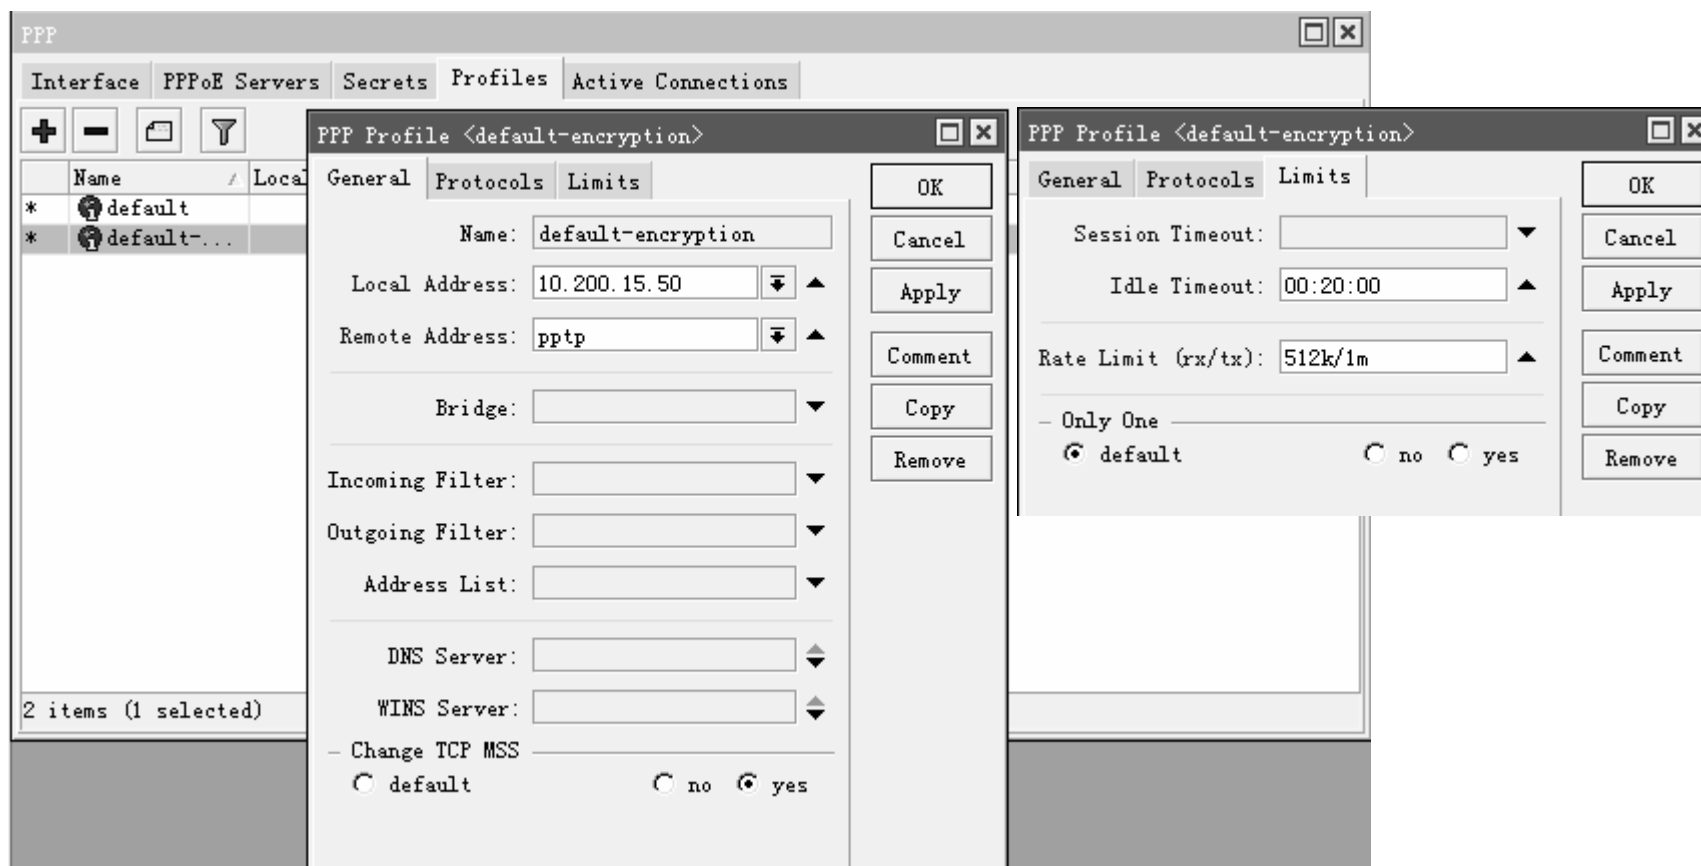 PPP
Interface PPPoE Servers Secrets Profiles Active Connections
Name Local
* default
* default-...
2 items (1 selected)
PPP Profile <default-encryption>
General Protocols Limits
Name: default-encryption
Local Address: 10.200.15.50
Remote Address: pptp
Bridge:
Incoming Filter:
Outgoing Filter:
Address List:
DNS Server:
WINS Server:
Change TCP MSS
default no yes
OK
Cancel
Apply
Comment
Copy
Remove
PPP Profile <default-encryption>
General Protocols Limits
Session Timeout:
Idle Timeout: 00:20:00
Rate Limit (rx/tx): 512k/1m
Only One
default no yes
OK
Cancel
Apply
Comment
Copy
Remove